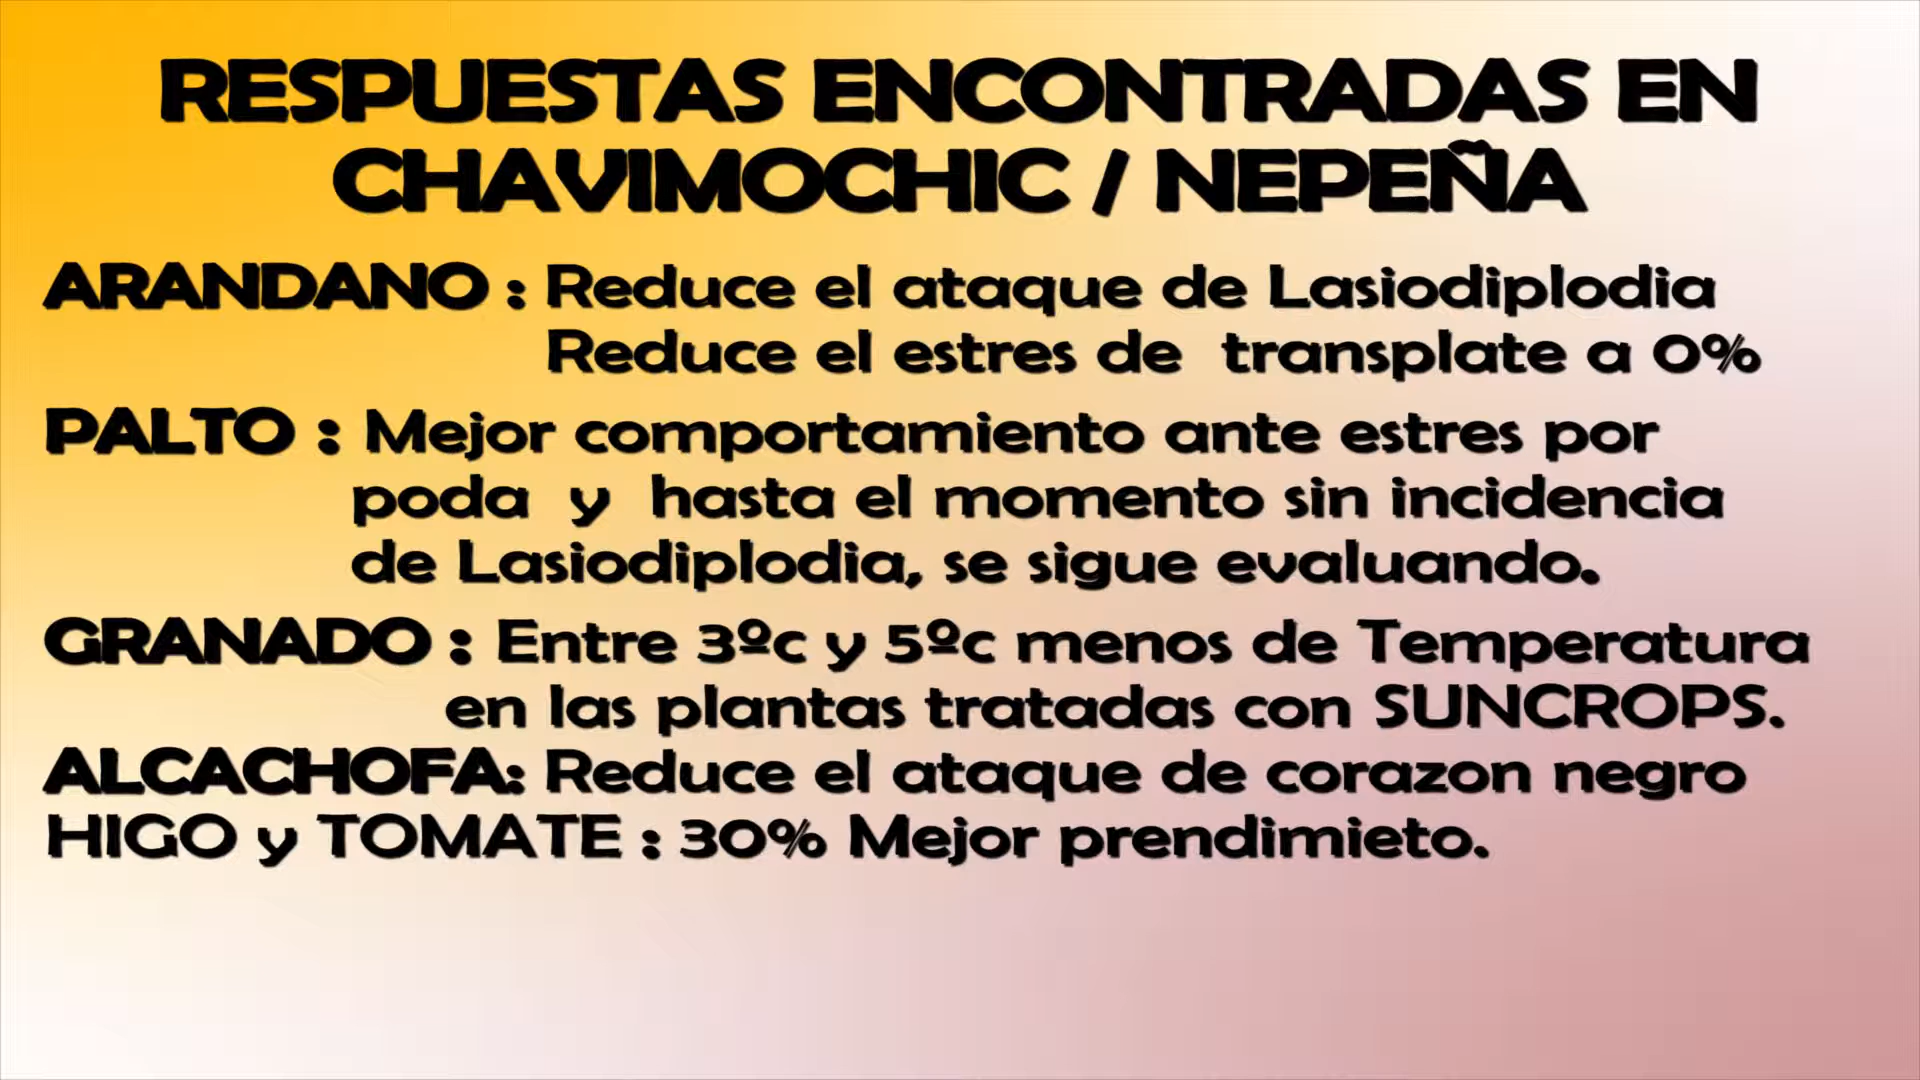 RESPUESTAS ENCONTRADAS EN
CHAVIMOCHIC / NEPEÑA
ARANDANO : Reduce el ataque de Lasiodiplodia
Reduce el estres de transplate a 0%
PALTO : Mejor comportamiento ante estres por
poda y hasta el momento sin incidencia
de Lasiodiplodia, se sigue evaluando.
GRANADO : Entre 3ºc y 5ºc menos de Temperatura
en las plantas tratadas con SUNCROPS.
ALCACHOFA: Reduce el ataque de corazon negro
HIGO y TOMATE : 30% Mejor prendimieto.